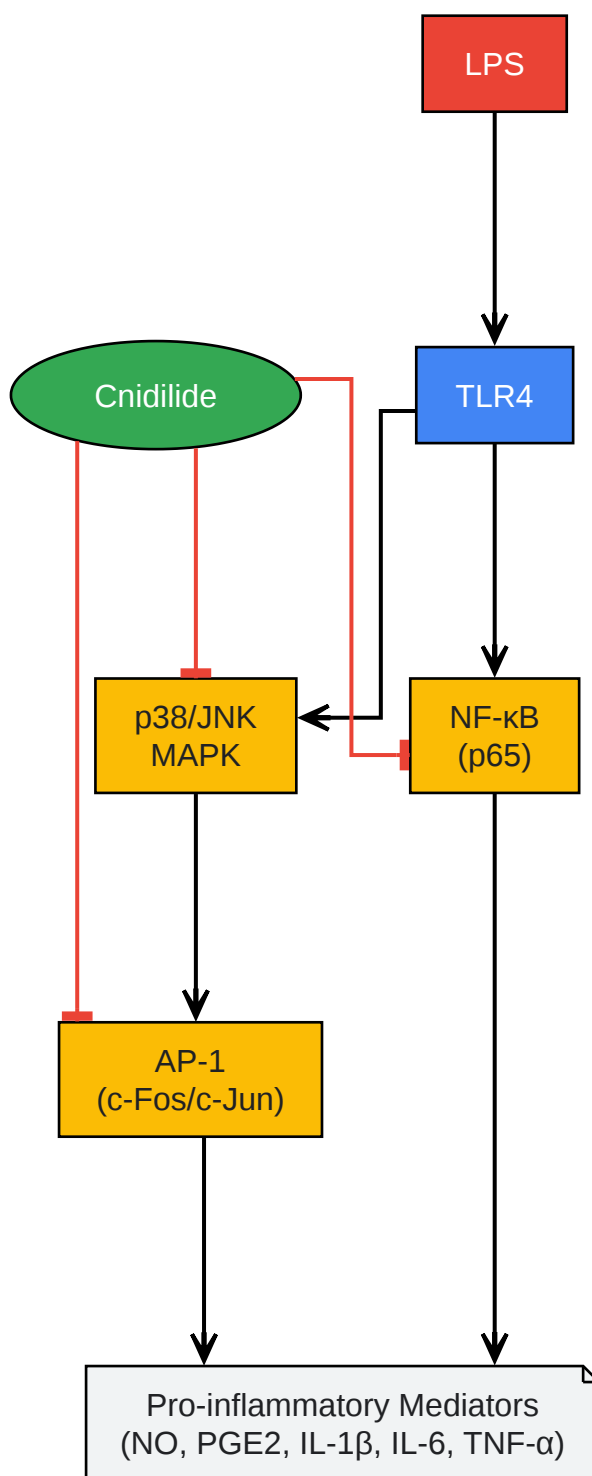 LPS
Cnidilide
TLR4
p38/JNK
MAPK
NF-κB
(p65)
AP-1
(c-Fos/c-Jun)
Pro-inflammatory Mediators
(NO, PGE2, IL-1β, IL-6, TNF-α)